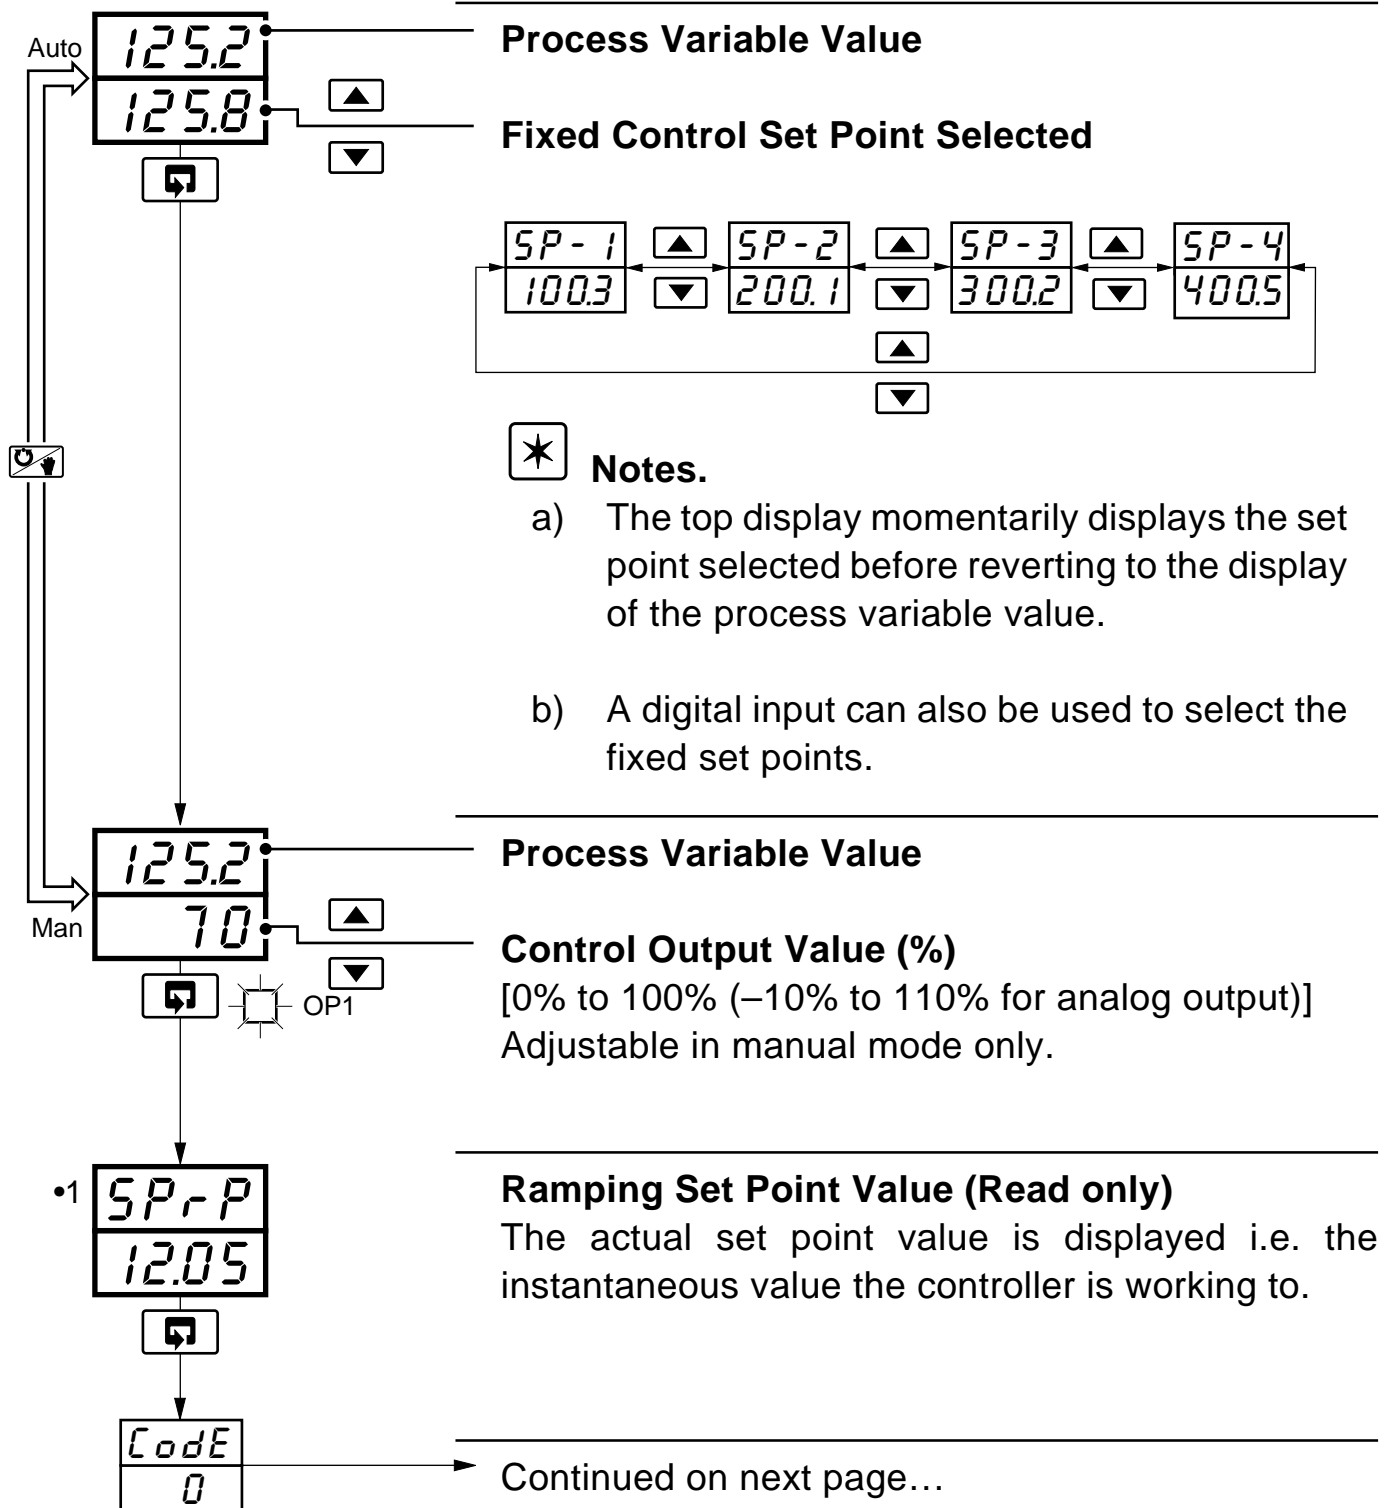 Auto
125.2
Process Variable Value
125.8
Fixed Control Set Point Selected
SP-1 SP-2 SP-3 SP-4
100.3 200.1 300.2 400.5
Notes.
a) The top display momentarily displays the set
point selected before reverting to the display
of the process variable value.
b) A digital input can also be used to select the
fixed set points.
125.2
Process Variable Value
Man
70
Control Output Value (%)
[0% to 100% (–10% to 110% for analog output)]
OP1
Adjustable in manual mode only.
•1 SPrP
Ramping Set Point Value (Read only)
12.05
The actual set point value is displayed i.e. the
instantaneous value the controller is working to.
CodE
0
Continued on next page…